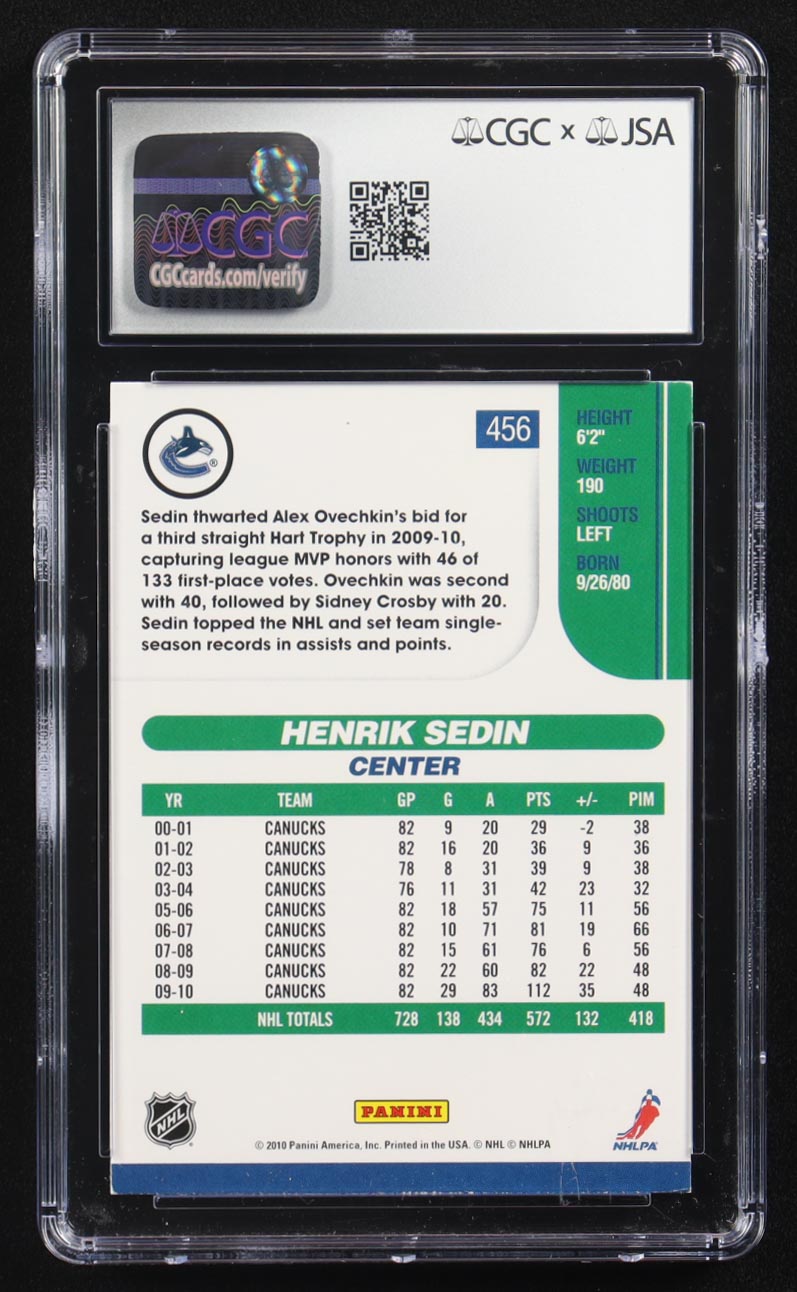 CGC x JSA
CGC
CGCcards.com/verify
456
HEIGHT
6'2"
WEIGHT
190
SHOOTS
LEFT
BORN
9/26/80
Sedin thwarted Alex Ovechkin's bid for
a third straight Hart Trophy in 2009-10,
capturing league MVP honors with 46 of
133 first-place votes. Ovechkin was second
with 40, followed by Sidney Crosby with 20.
Sedin topped the NHL and set team single-
season records in assists and points.
HENRIK SEDIN
CENTER
YR TEAM GP G A PTS +/- PIM
00-01 CANUCKS 82 9 20 29 -2 38
01-02 CANUCKS 82 16 20 36 9 36
02-03 CANUCKS 78 8 31 39 9 38
03-04 CANUCKS 76 11 31 42 23 32
05-06 CANUCKS 82 18 57 75 11 56
06-07 CANUCKS 82 10 71 81 19 66
07-08 CANUCKS 82 15 61 76 6 56
08-09 CANUCKS 82 22 60 82 22 48
09-10 CANUCKS 82 29 83 112 35 48
NHL TOTALS 728 138 434 572 132 418
NHL
PANINI
NHLPA
© 2010 Panini America, Inc. Printed in the USA. © NHL © NHLPA